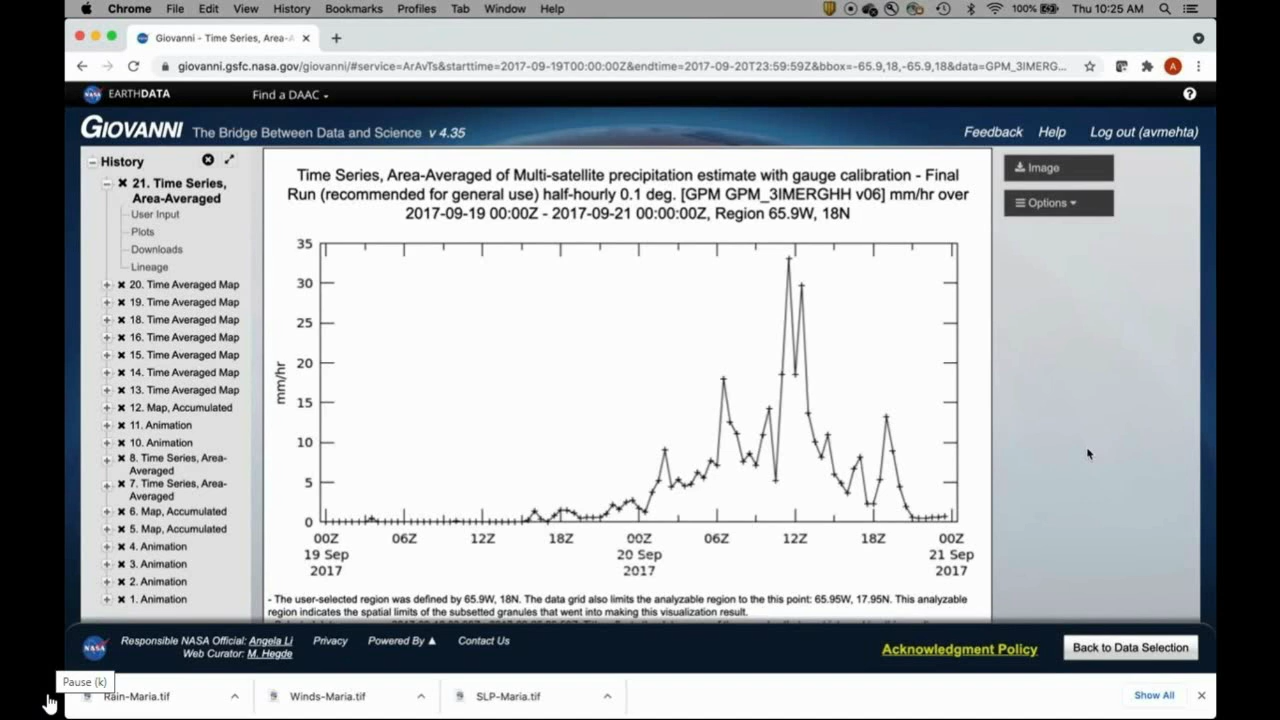 Chrome File Edit View History Bookmarks Profiles Tab Window Help 100% Thu 10:25 AM
Giovanni - Time Series, Area-A
giovanni.gsfc.nasa.gov/giovanni/#service=ArAvTs&starttime=2017-09-19T00:00:00Z&endtime=2017-09-20T23:59:59Z&bbox=-65.9,18,-65.9,18&data=GPM_3IMERG... A
NASA EARTHDATA Find a DAAC ?
GIOVANNI The Bridge Between Data and Science v 4.35 Feedback Help Log out (avmehta)
History
21. Time Series,
Area-Averaged
User Input
Plots
Downloads
Lineage
20. Time Averaged Map
19. Time Averaged Map
18. Time Averaged Map
16. Time Averaged Map
15. Time Averaged Map
14. Time Averaged Map
13. Time Averaged Map
12. Map, Accumulated
11. Animation
10. Animation
8. Time Series, Area-
Averaged
7. Time Series, Area-
Averaged
6. Map, Accumulated
5. Map, Accumulated
4. Animation
3. Animation
2. Animation
1. Animation
Time Series, Area-Averaged of Multi-satellite precipitation estimate with gauge calibration - Final
Run (recommended for general use) half-hourly 0.1 deg. [GPM GPM_3IMERGHH v06] mm/hr over
2017-09-19 00:00Z - 2017-09-21 00:00:00Z, Region 65.9W, 18N
35
30
25
20
15
10
5
0
mm/hr
00Z 06Z 12Z 18Z 00Z 06Z 12Z 18Z 00Z
19 Sep 20 Sep 21 Sep
2017 2017 2017
- The user-selected region was defined by 65.9W, 18N. The data grid also limits the analyzable region to the this point: 65.95W, 17.95N. This analyzable
region indicates the spatial limits of the subsetted granules that went into making this visualization result.
Image
Options
NASA
Responsible NASA Official: Angela Li Privacy Powered By Contact Us
Web Curator: M. Hegde
Acknowledgment Policy Back to Data Selection
Pause (k)
Rain-Maria.tif Winds-Maria.tif SLP-Maria.tif Show All